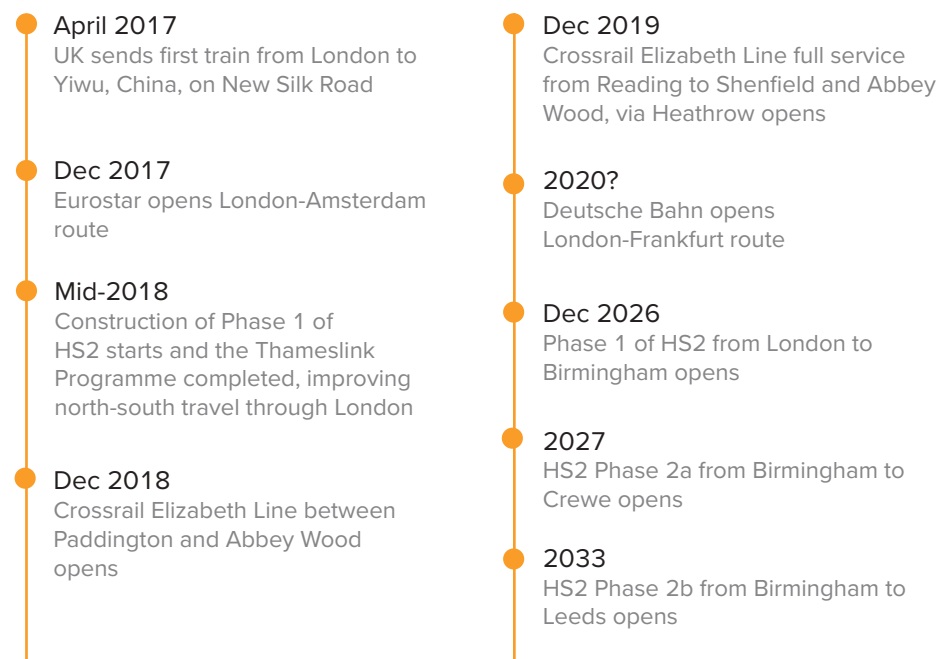 April 2017
UK sends first train from London to
Yiwu, China, on New Silk Road
Dec 2017
Eurostar opens London-Amsterdam
route
Mid-2018
Construction of Phase 1 of
HS2 starts and the Thameslink
Programme completed, improving
north-south travel through London
Dec 2018
Crossrail Elizabeth Line between
Paddington and Abbey Wood
opens
Dec 2019
Crossrail Elizabeth Line full service
from Reading to Shenfield and Abbey
Wood, via Heathrow opens
2020?
Deutsche Bahn opens
London-Frankfurt route
Dec 2026
Phase 1 of HS2 from London to
Birmingham opens
2027
HS2 Phase 2a from Birmingham to
Crewe opens
2033
HS2 Phase 2b from Birmingham to
Leeds opens